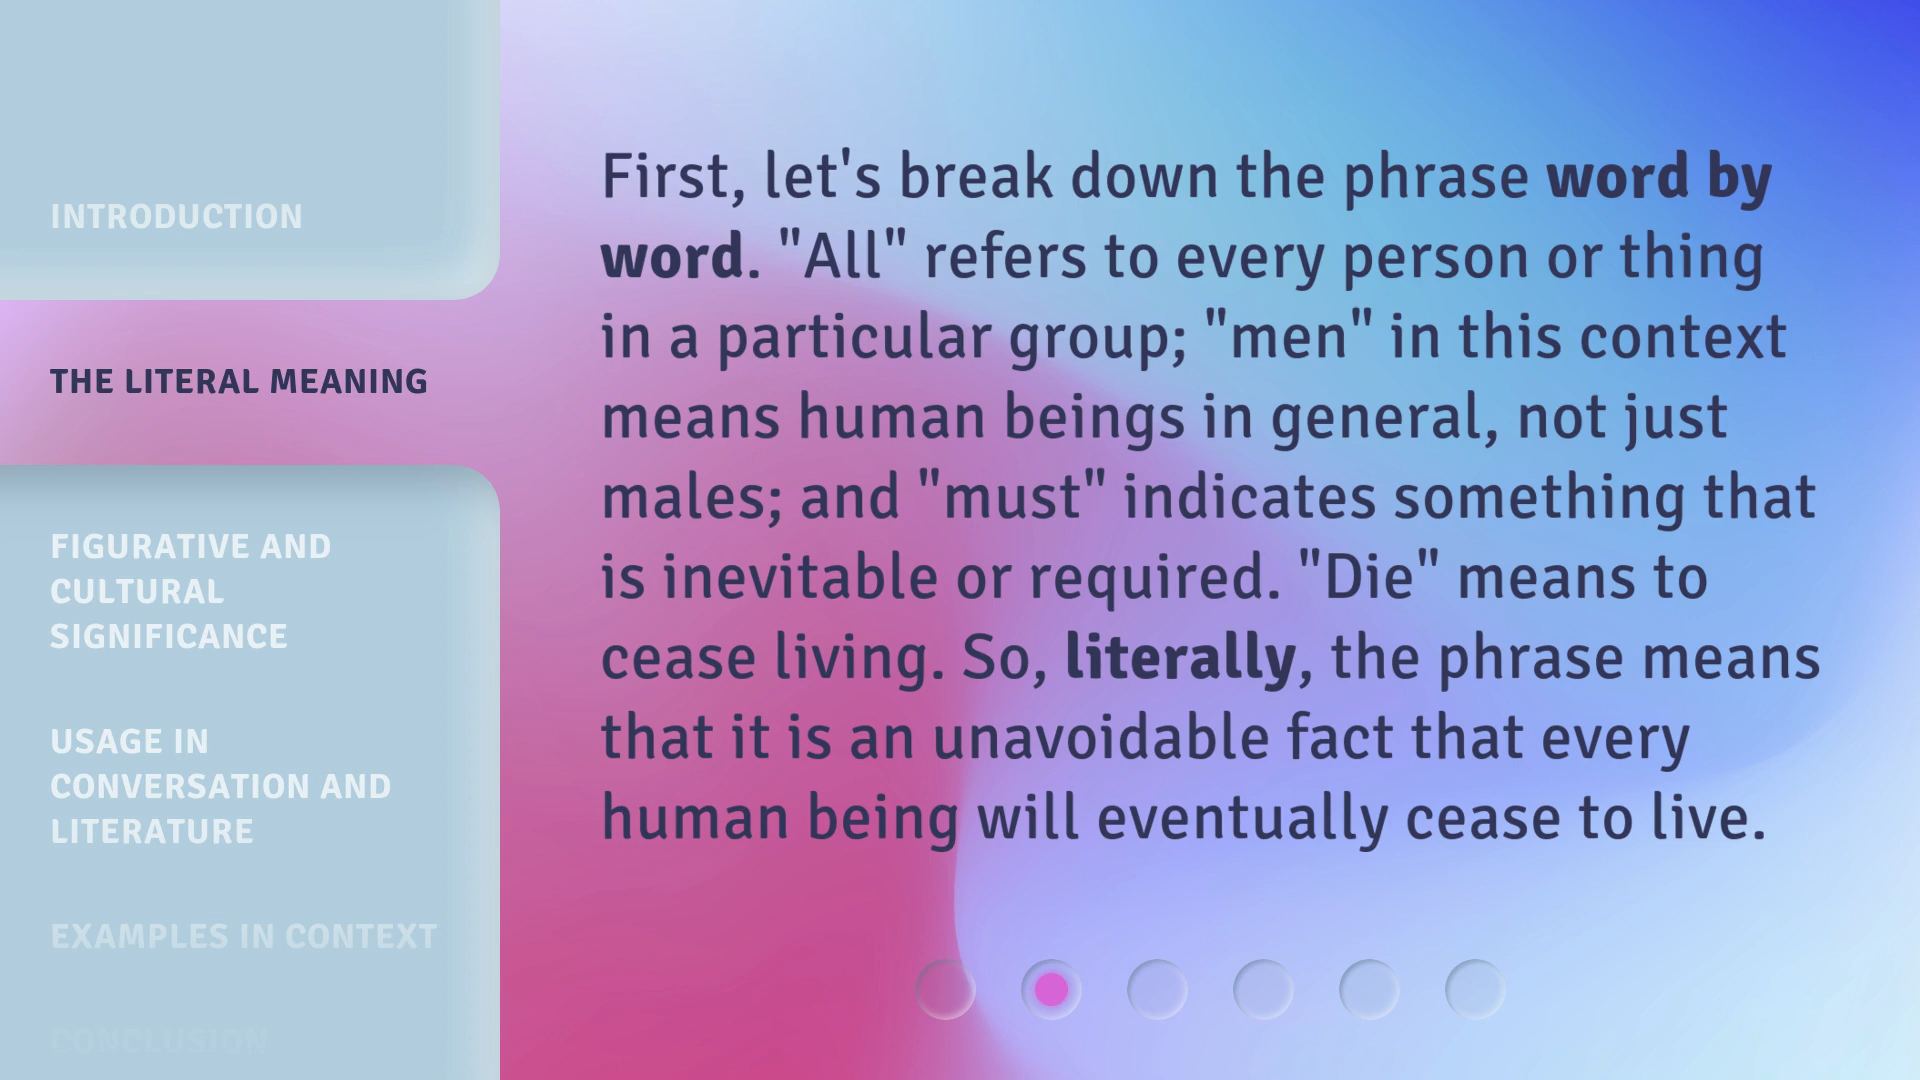 INTRODUCTION
THE LITERAL MEANING
FIGURATIVE AND
CULTURAL
SIGNIFICANCE
USAGE IN
CONVERSATION AND
LITERATURE
EXAMPLES IN CONTEXT
CONCLUSION
First, let's break down the phrase word by
word. "All" refers to every person or thing
in a particular group; "men" in this context
means human beings in general, not just
males; and "must" indicates something that
is inevitable or required. "Die" means to
cease living. So, literally, the phrase means
that it is an unavoidable fact that every
human being will eventually cease to live.